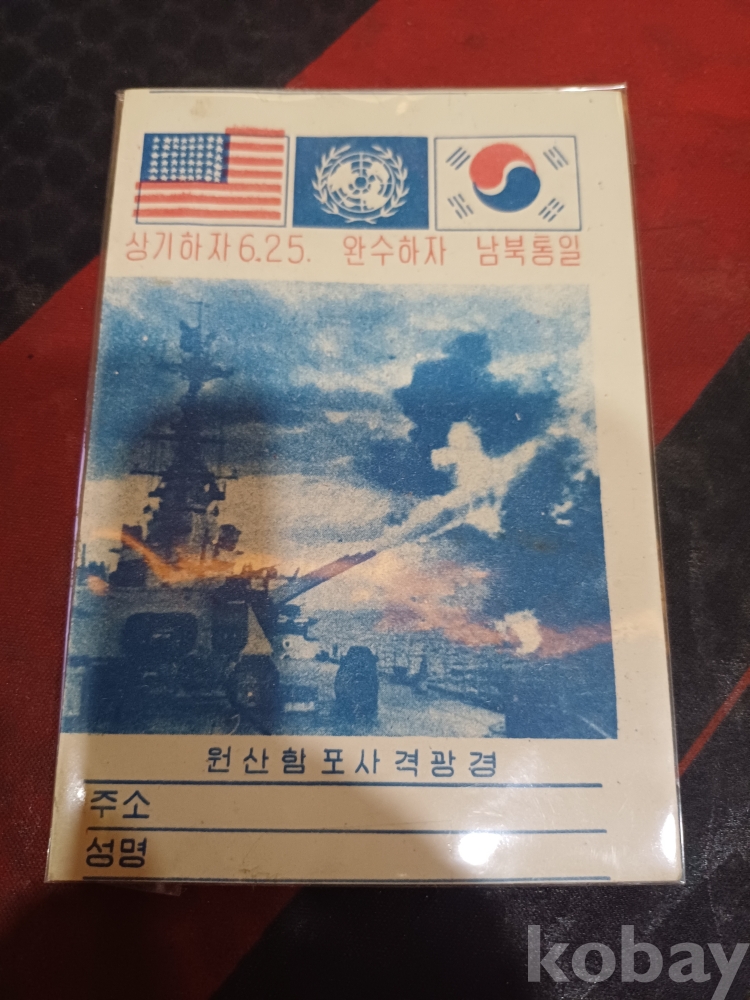 상기하자 6.25. 완수하자 남북통일
원산함포사격광경
주소
성명
kobay